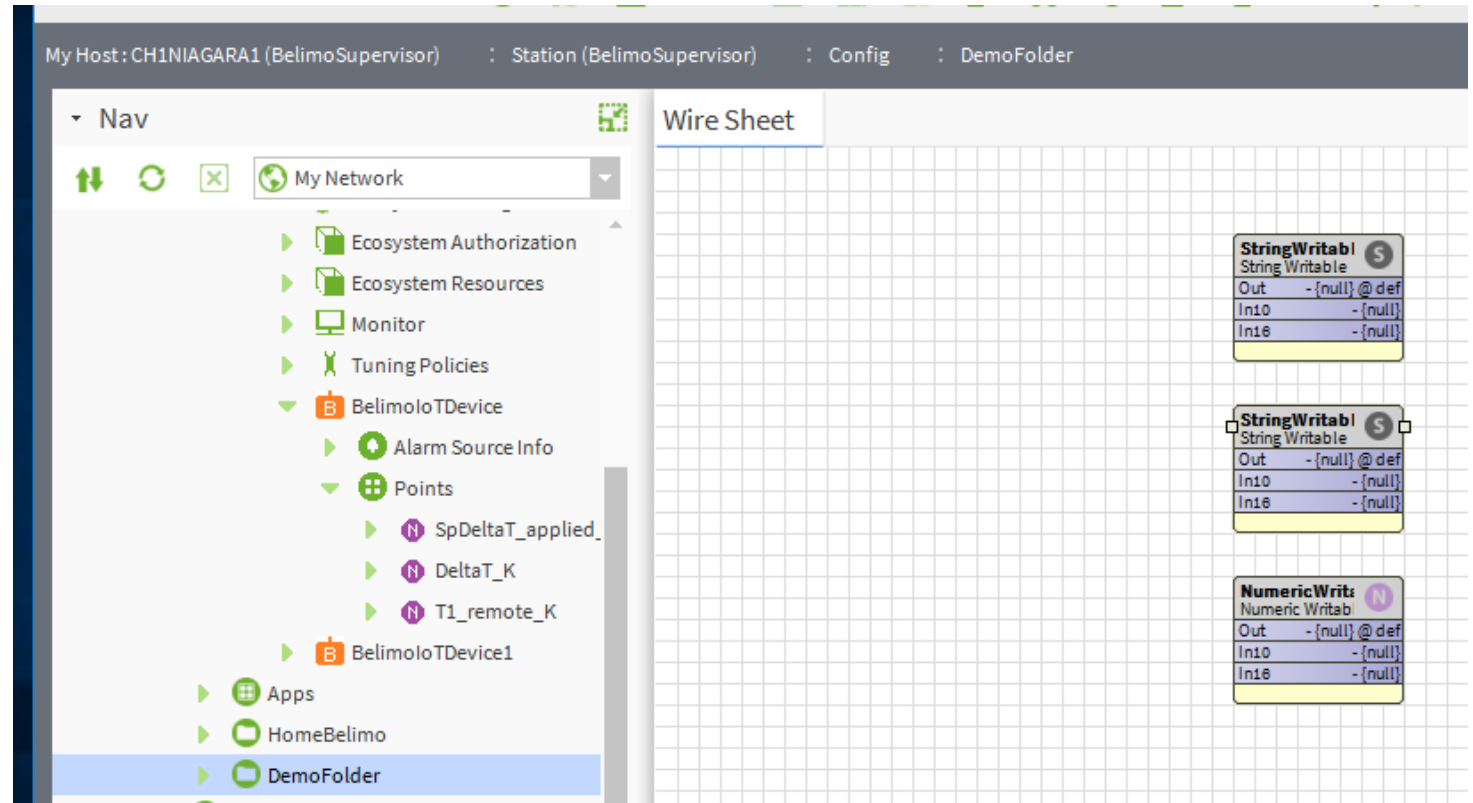 My Host : CH1NIAGARA1 (BelimoSupervisor) : Station (BelimoSupervisor) : Config : DemoFolder
Nav
Wire Sheet
My Network
Ecosystem Authorization
Ecosystem Resources
Monitor
Tuning Policies
B BelimoIoTDevice
Alarm Source Info
Points
N SpDeltaT_applied_
N DeltaT_K
N T1_remote_K
B BelimoIoTDevice1
Apps
HomeBelimo
DemoFolder
StringWritabl S
String Writable
Out - {null} @ def
In10 - {null}
In16 - {null}
StringWritabl S
String Writable
Out - {null} @ def
In10 - {null}
In16 - {null}
NumericWrita N
Numeric Writabl
Out - {null} @ def
In10 - {null}
In16 - {null}